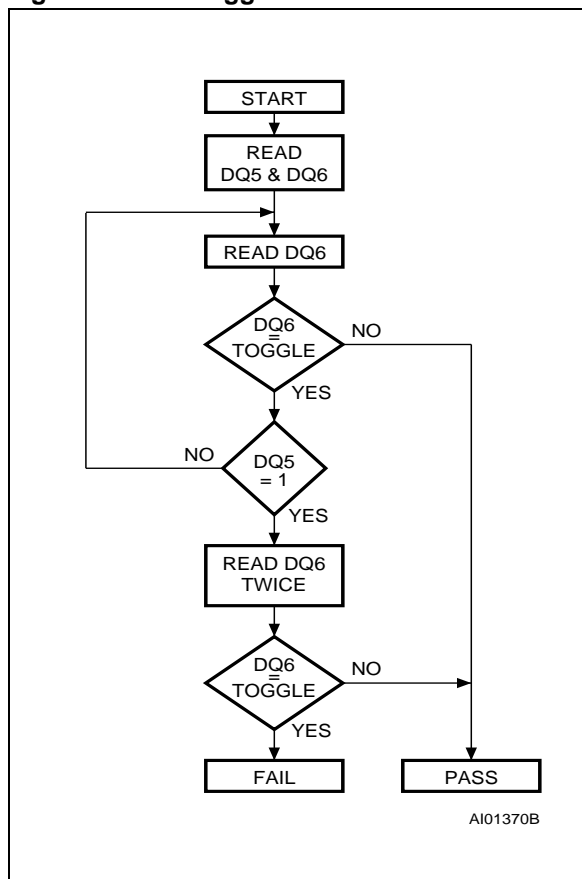 START
READ
DQ5 & DQ6
READ DQ6
DQ6
=
TOGGLE
NO
YES
NO
DQ5
= 1
YES
READ DQ6
TWICE
DQ6
=
TOGGLE
NO
YES
FAIL
PASS
AI01370B